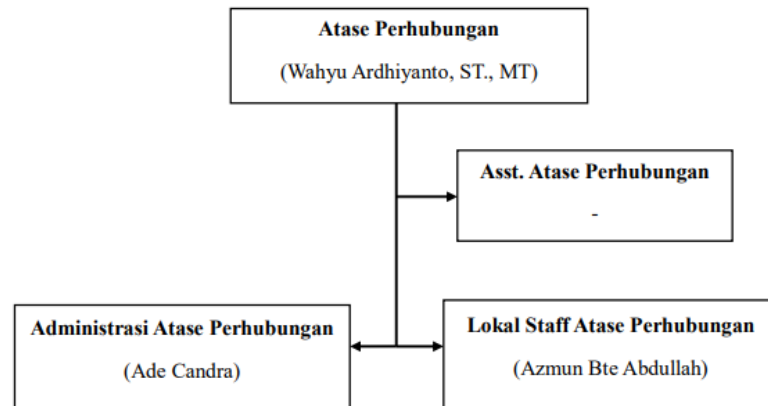 Atase Perhubungan
(Wahyu Ardhiyanto, ST., MT)
Asst. Atase Perhubungan
-
Administrasi Atase Perhubungan
(Ade Candra)
Lokal Staff Atase Perhubungan
(Azmun Bte Abdullah)